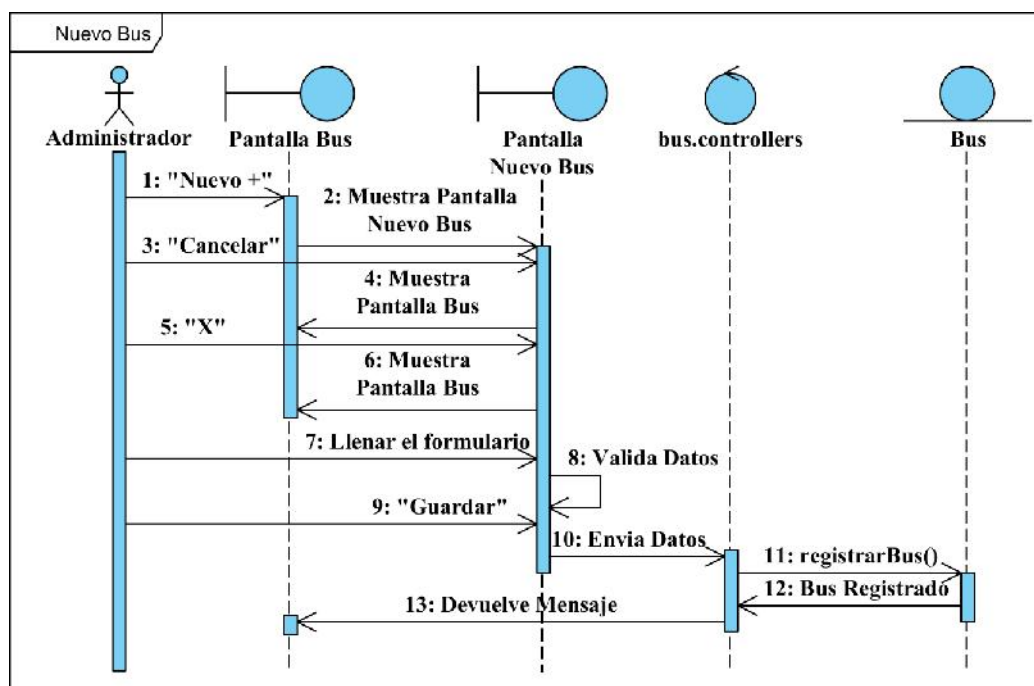 Nuevo Bus
Administrador
Pantalla Bus
Pantalla
Nuevo Bus
bus.controllers
Bus
1: "Nuevo +"
2: Muestra Pantalla
Nuevo Bus
3: "Cancelar"
4: Muestra
Pantalla Bus
5: "X"
6: Muestra
Pantalla Bus
7: Llenar el formulario
8: Valida Datos
9: "Guardar"
10: Envia Datos
11: registrarBus()
12: Bus Registrado
13: Devuelve Mensaje